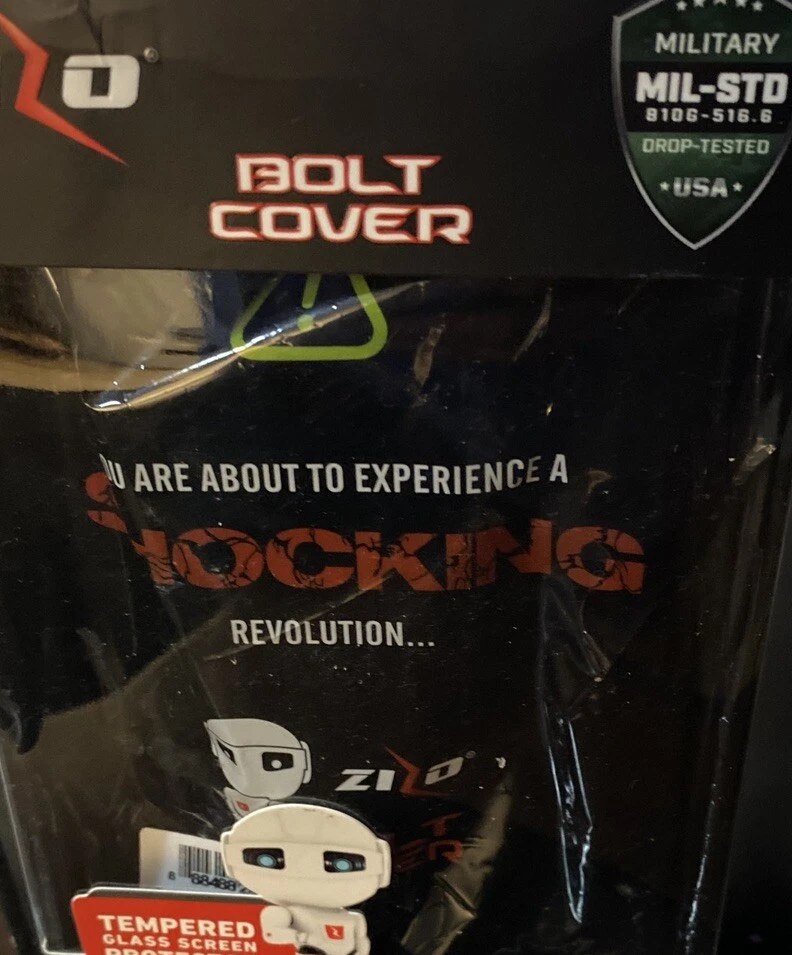 MILITARY
MIL-STD
810G-516.6
DROP-TESTED
USA
BOLT
COVER
U ARE ABOUT TO EXPERIENCE A
SHOCKING
REVOLUTION...
ZIZO®
TEMPERED
GLASS SCREEN